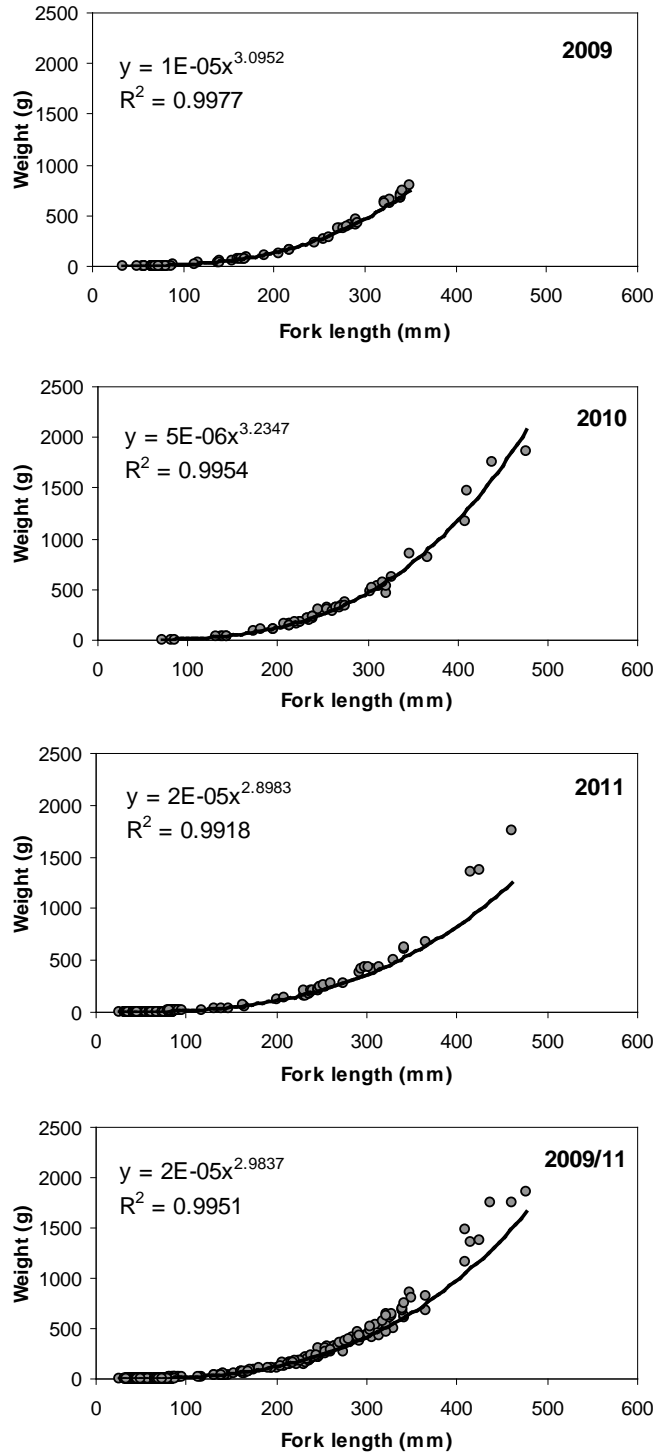 2500
2000
1500
1000
500
0
Weight (g)
y = 1E-05x^3.0952
R^2 = 0.9977
2009
0 100 200 300 400 500 600
Fork length (mm)
2500
2000
1500
1000
500
0
Weight (g)
y = 5E-06x^3.2347
R^2 = 0.9954
2010
0 100 200 300 400 500 600
Fork length (mm)
2500
2000
1500
1000
500
0
Weight (g)
y = 2E-05x^2.8983
R^2 = 0.9918
2011
0 100 200 300 400 500 600
Fork length (mm)
2500
2000
1500
1000
500
0
Weight (g)
y = 2E-05x^2.9837
R^2 = 0.9951
2009/11
0 100 200 300 400 500 600
Fork length (mm)